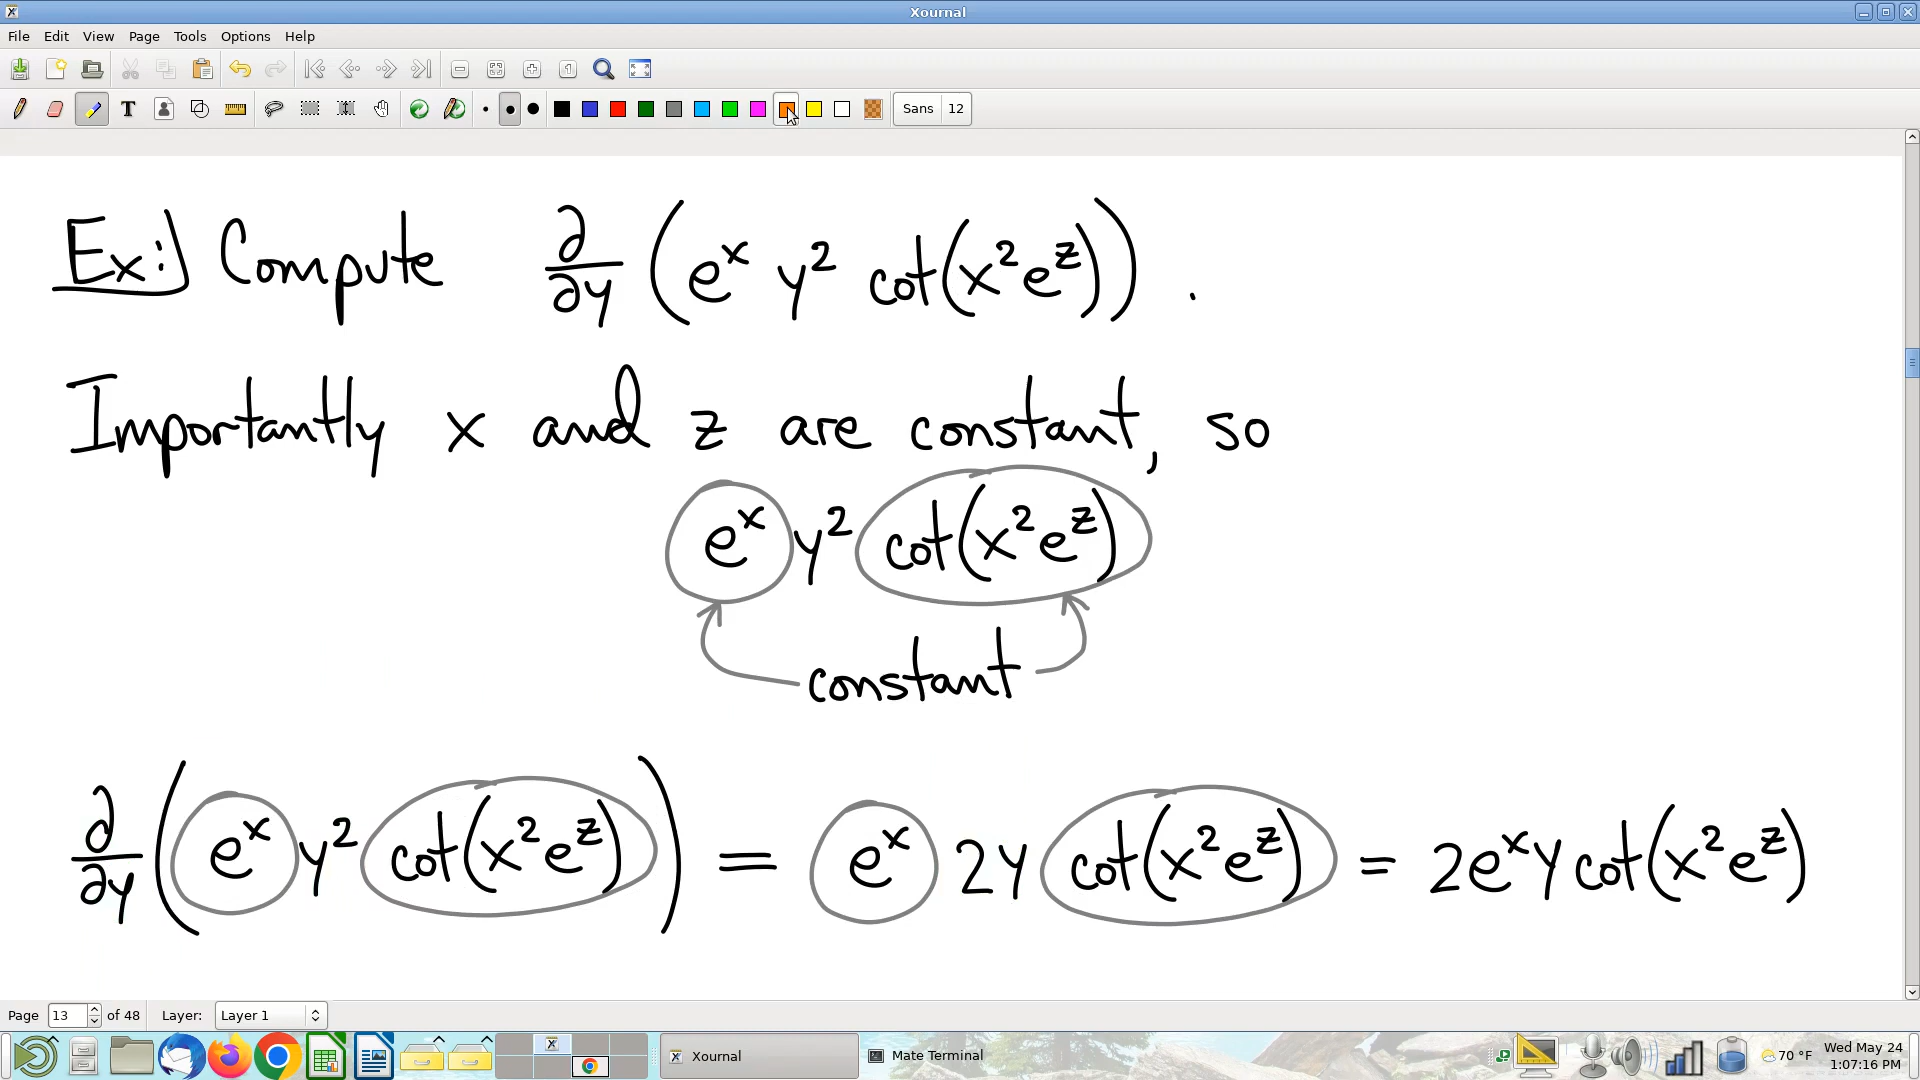 Xournal
File Edit View Page Tools Options Help
Sans 12
Ex: Compute ∂/∂y (e^x y^2 cot(x^2 e^z)) .
Importantly x and z are constant, so
e^x y^2 cot(x^2 e^z)
constant
∂/∂y (e^x y^2 cot(x^2 e^z)) = e^x 2y cot(x^2 e^z) = 2e^x y cot(x^2 e^z)
Page 13 of 48 Layer: Layer 1
Xournal Mate Terminal 70 °F Wed May 24
1:07:16 PM